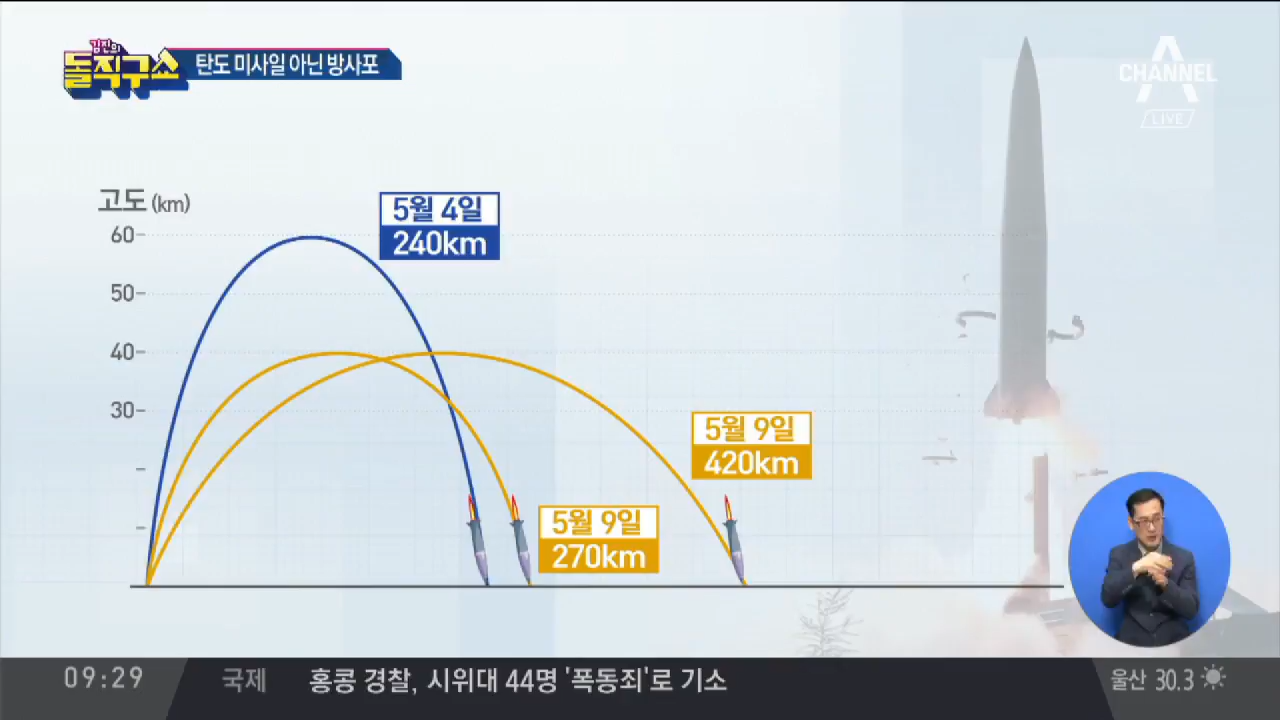 김진의
돌직구쇼
탄도 미사일 아닌 방사포
CHANNEL A
LIVE
고도 (km)
60
50
40
30
5월 4일
240km
5월 9일
420km
5월 9일
270km
09:29
국제
홍콩 경찰, 시위대 44명 '폭동죄'로 기소
울산 30.3